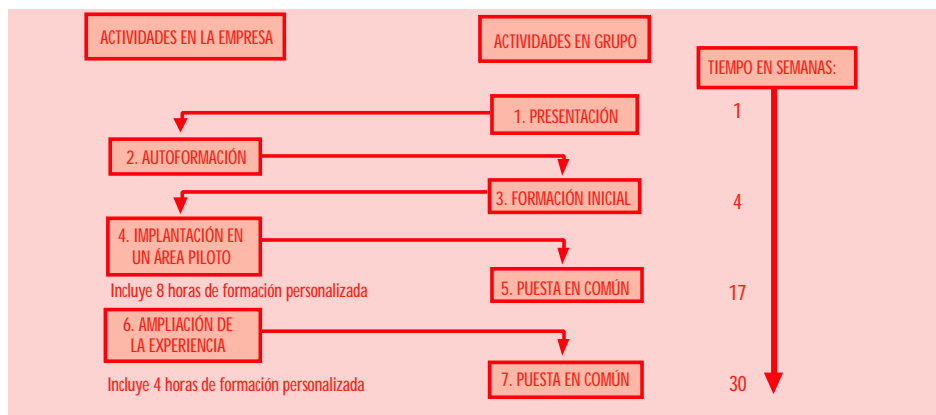 ACTIVIDADES EN LA EMPRESA
ACTIVIDADES EN GRUPO
TIEMPO EN SEMANAS:
1. PRESENTACIÓN
1
2. AUTOFORMACIÓN
3. FORMACIÓN INICIAL
4
4. IMPLANTACIÓN EN
UN ÁREA PILOTO
Incluye 8 horas de formación personalizada
5. PUESTA EN COMÚN
17
6. AMPLIACIÓN DE
LA EXPERIENCIA
Incluye 4 horas de formación personalizada
7. PUESTA EN COMÚN
30